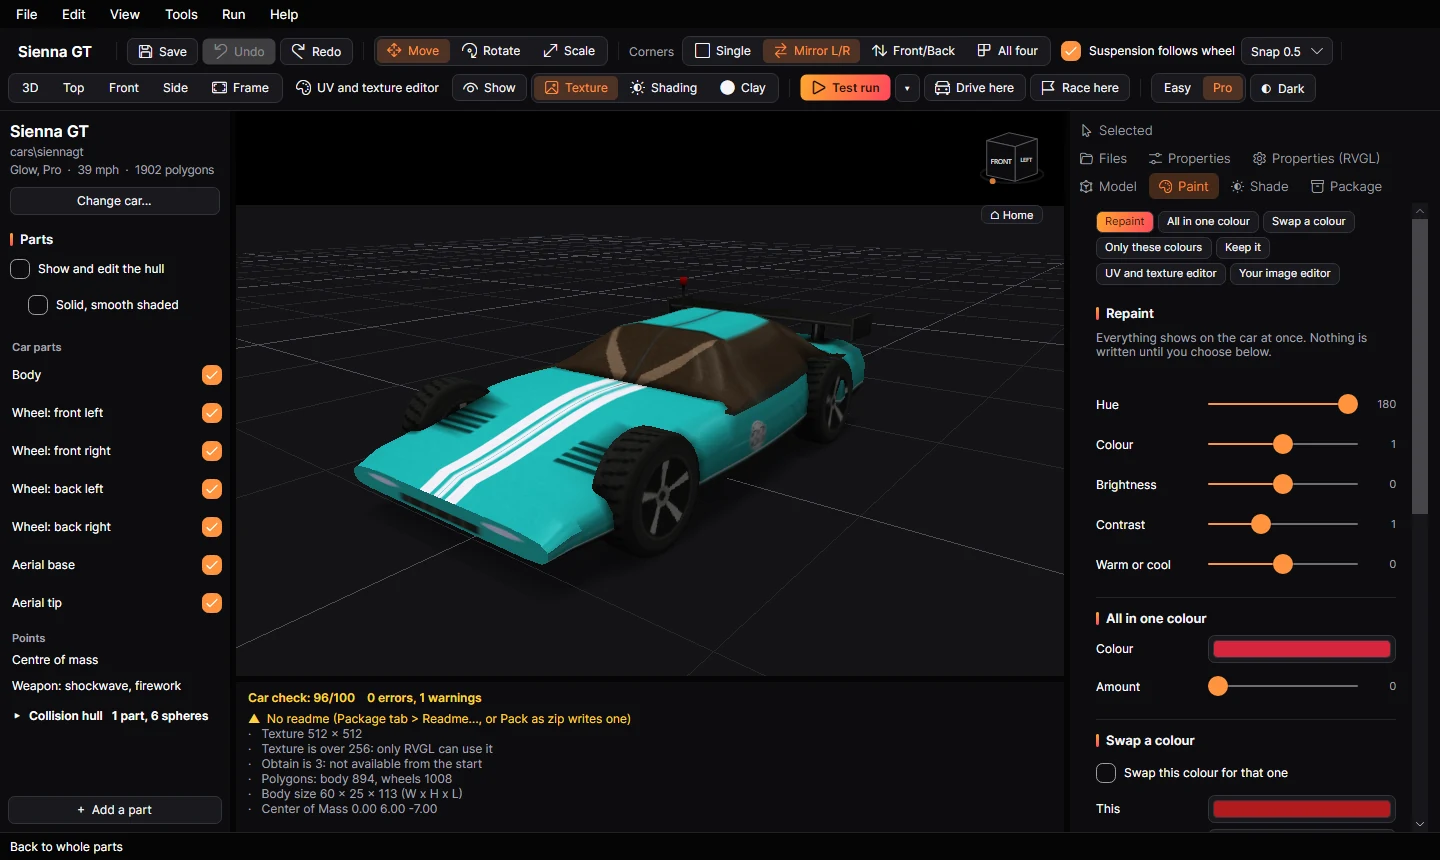 File Edit View Tools Run Help
Sienna GT Save Undo Redo Move Rotate Scale Corners Single Mirror L/R Front/Back All four Suspension follows wheel Snap 0.5
3D Top Front Side Frame UV and texture editor Show Texture Shading Clay Test run Drive here Race here Easy Pro Dark
Sienna GT
cars\siennagt
Glow, Pro · 39 mph · 1902 polygons
Change car...
Parts
Show and edit the hull
Solid, smooth shaded
Car parts
Body
Wheel: front left
Wheel: front right
Wheel: back left
Wheel: back right
Aerial base
Aerial tip
Points
Centre of mass
Weapon: shockwave, firework
Collision hull 1 part, 6 spheres
+ Add a part
Back to whole parts
FRONT LEFT
Home
Car check: 96/100 0 errors, 1 warnings
No readme (Package tab > Readme..., or Pack as zip writes one)
· Texture 512 × 512
· Texture is over 256: only RVGL can use it
· Obtain is 3: not available from the start
· Polygons: body 894, wheels 1008
· Body size 60 × 25 × 113 (W x H x L)
· Center of Mass 0.00 6.00 -7.00
Selected
Files Properties Properties (RVGL)
Model Paint Shade Package
Repaint All in one colour Swap a colour
Only these colours Keep it
UV and texture editor Your image editor
Repaint
Everything shows on the car at once. Nothing is
written until you choose below.
Hue 180
Colour 1
Brightness 0
Contrast 1
Warm or cool 0
All in one colour
Colour
Amount 0
Swap a colour
Swap this colour for that one
This